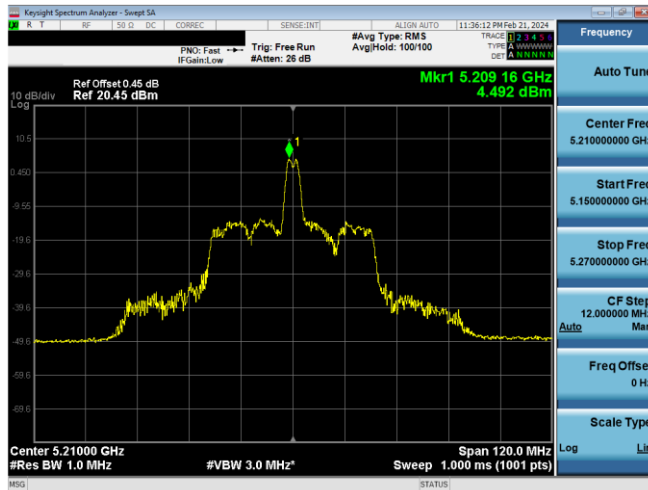 Keysight Spectrum Analyzer - Swept SA
R T RF 50 Ω DC CORREC SENSE:INT ALIGN AUTO 11:36:12 PM Feb 21, 2024
Frequency
#Avg Type: RMS
TRACE 1 2 3 4 5 6
PNO: Fast
Trig: Free Run
Avg|Hold: 100/100
TYPE A WWWWW
IFGain:Low
#Atten: 26 dB
DET A N N N N N
Auto Tune
Mkr1 5.209 16 GHz
4.492 dBm
Ref Offset 0.45 dB
10 dB/div
Ref 20.45 dBm
Log
10.5
0.450
-9.55
-19.6
-29.6
-39.6
-49.6
-59.6
-69.6
1
Center Freq
5.210000000 GHz
Start Freq
5.150000000 GHz
Stop Freq
5.270000000 GHz
CF Step
12.000000 MHz
Auto Man
Freq Offset
0 Hz
Scale Type
Log Lin
Center 5.21000 GHz
Span 120.0 MHz
#Res BW 1.0 MHz
#VBW 3.0 MHz*
Sweep 1.000 ms (1001 pts)
MSG
STATUS